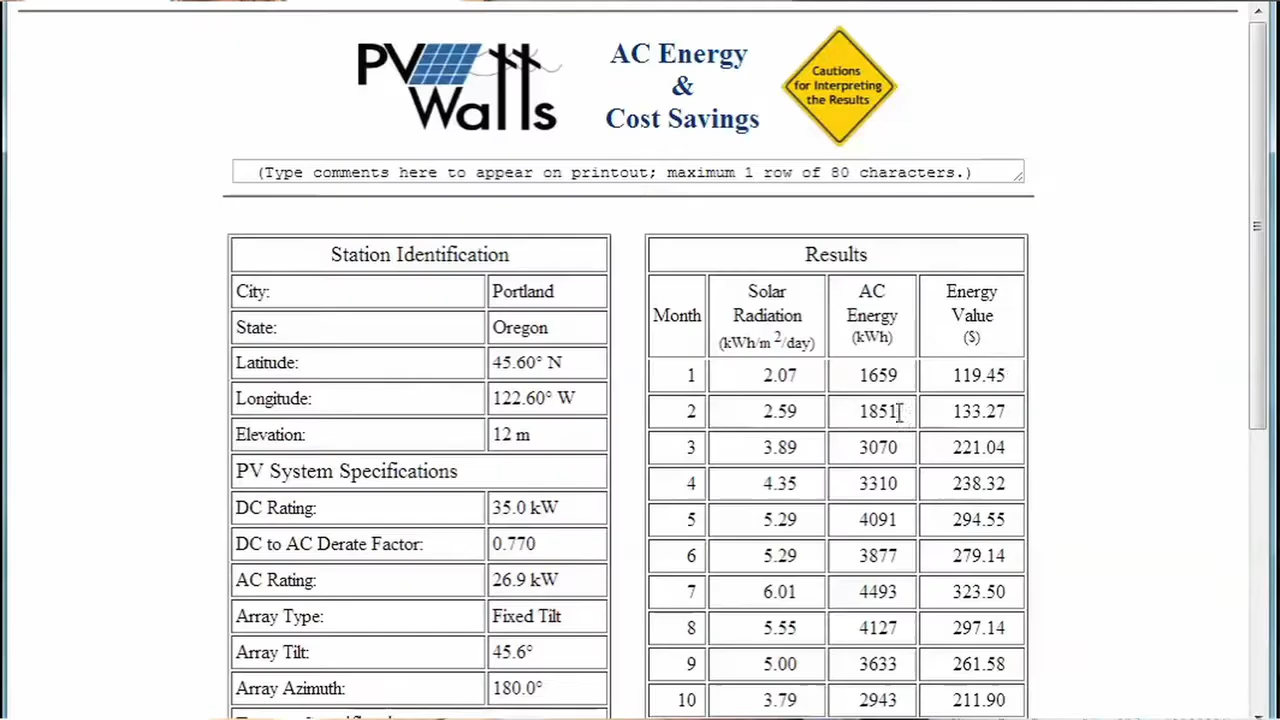 PV Watts
AC Energy
&
Cost Savings
Cautions
for Interpreting
the Results
(Type comments here to appear on printout; maximum 1 row of 80 characters.)
Station Identification
City: Portland
State: Oregon
Latitude: 45.60° N
Longitude: 122.60° W
Elevation: 12 m
PV System Specifications
DC Rating: 35.0 kW
DC to AC Derate Factor: 0.770
AC Rating: 26.9 kW
Array Type: Fixed Tilt
Array Tilt: 45.6°
Array Azimuth: 180.0°
Results
Month Solar Radiation (kWh/m 2/day) AC Energy (kWh) Energy Value ($)
1 2.07 1659 119.45
2 2.59 1851 133.27
3 3.89 3070 221.04
4 4.35 3310 238.32
5 5.29 4091 294.55
6 5.29 3877 279.14
7 6.01 4493 323.50
8 5.55 4127 297.14
9 5.00 3633 261.58
10 3.79 2943 211.90